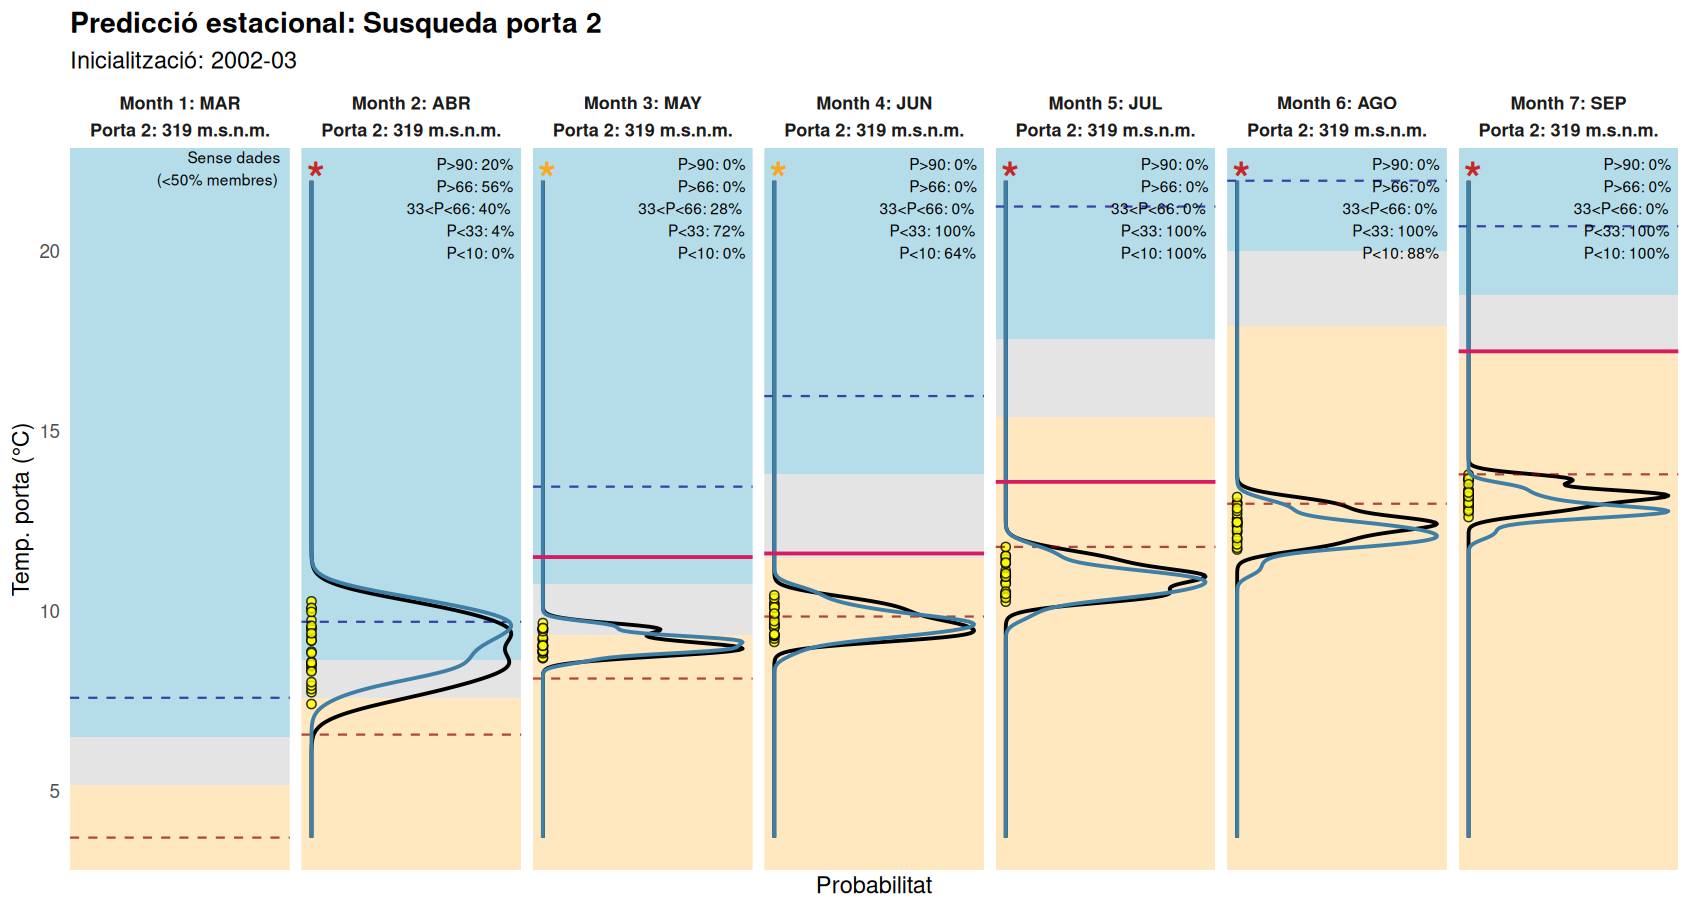 Predicció estacional: Susqueda porta 2
Inicialització: 2002-03
Month 1: MAR
Porta 2: 319 m.s.n.m.
Month 2: ABR
Porta 2: 319 m.s.n.m.
Month 3: MAY
Porta 2: 319 m.s.n.m.
Month 4: JUN
Porta 2: 319 m.s.n.m.
Month 5: JUL
Porta 2: 319 m.s.n.m.
Month 6: AGO
Porta 2: 319 m.s.n.m.
Month 7: SEP
Porta 2: 319 m.s.n.m.
Sense dades
(<50% membres)
*
P>90: 20%
P>66: 56%
33<P<66: 40%
P<33: 4%
P<10: 0%
*
P>90: 0%
P>66: 0%
33<P<66: 28%
P<33: 72%
P<10: 0%
*
P>90: 0%
P>66: 0%
33<P<66: 0%
P<33: 100%
P<10: 64%
*
P>90: 0%
P>66: 0%
33<P<66: 0%
P<33: 100%
P<10: 100%
*
P>90: 0%
P>66: 0%
33<P<66: 0%
P<33: 100%
P<10: 88%
*
P>90: 0%
P>66: 0%
33<P<66: 0%
P<33: 100%
P<10: 100%
20
15
10
5
Temp. porta (°C)
Probabilitat